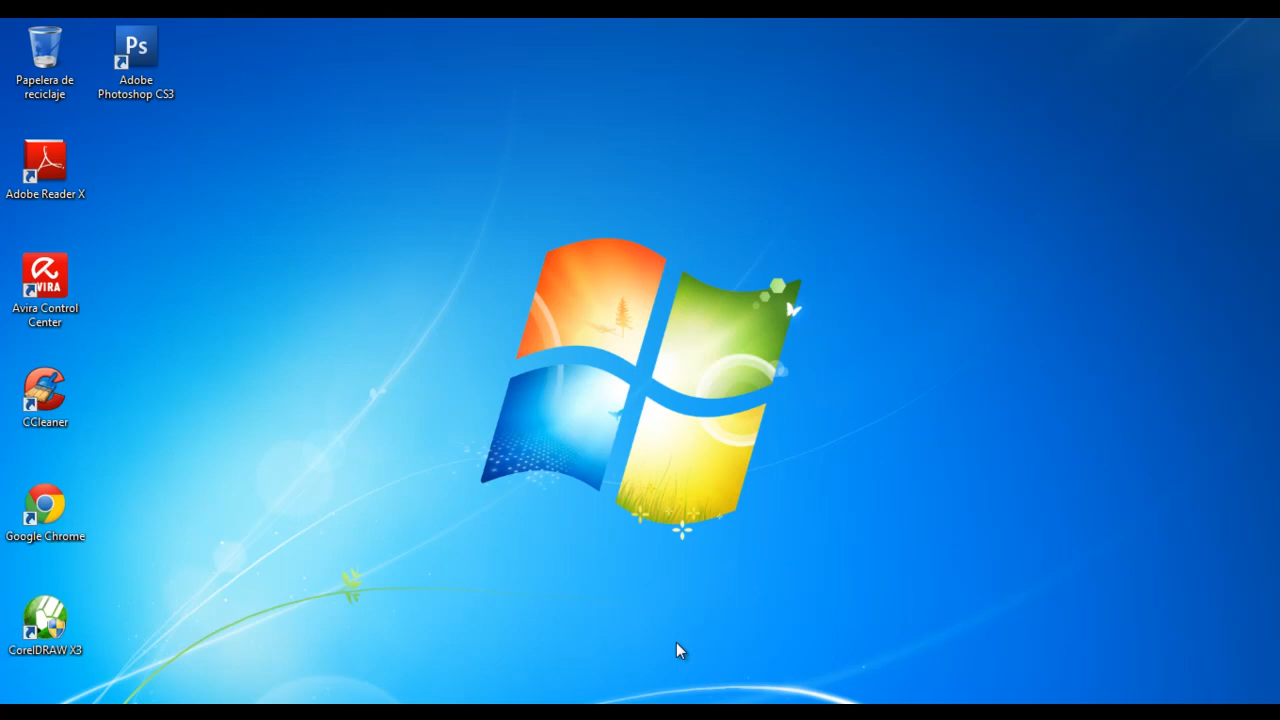 Papelera de
reciclaje
Ps
Adobe
Photoshop CS3
Adobe Reader X
AVIRA
Avira Control
Center
CCleaner
Google Chrome
CorelDRAW X3